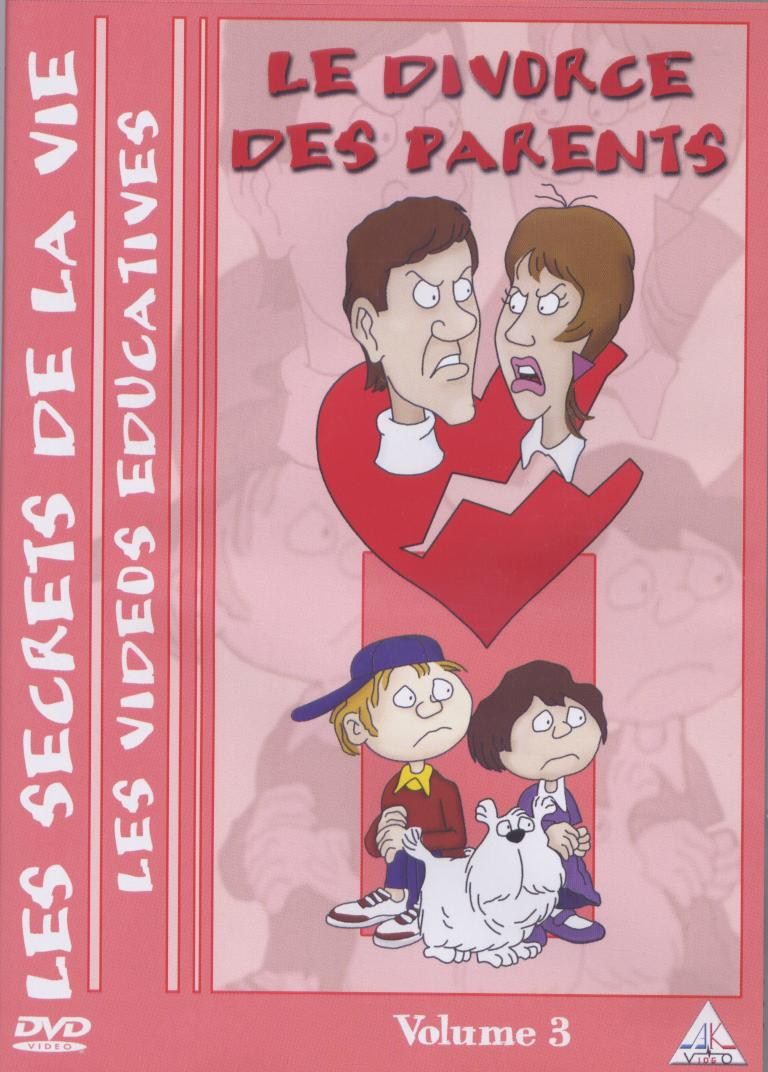 LES SECRETS DE LA VIE
LES VIDEOS EDUCATIVES
LE DIVORCE
DES PARENTS
DVD
VIDEO
Volume 3
AK
VIDEO